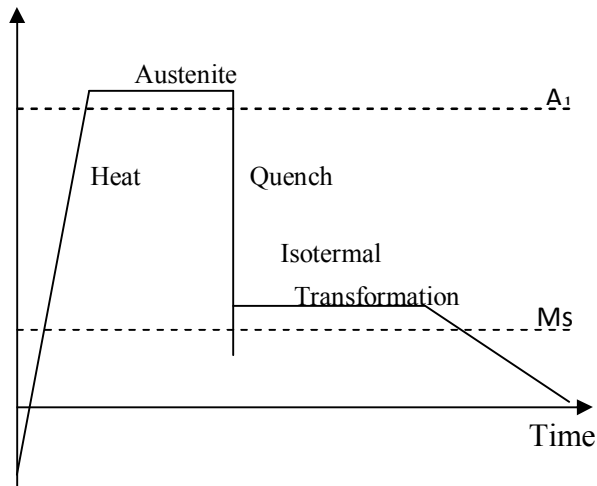 Austenite
A₁
Heat
Quench
Isotermal
Transformation
Ms
Time